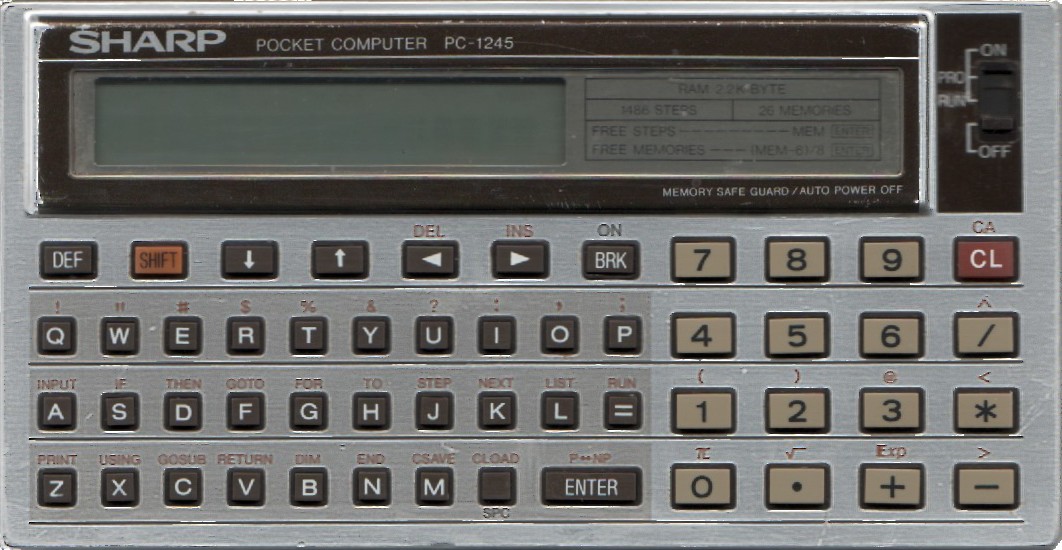 SHARP POCKET COMPUTER PC-1245
ON
PRO
RUN
OFF
RAM 2.2K BYTE
1486 STEPS 26 MEMORIES
FREE STEPS MEM ENTER
FREE MEMORIES (MEM-6)/8 ENTER
MEMORY SAFE GUARD / AUTO POWER OFF
DEL INS ON CA
DEF SHIFT ↓ ↑ ◄ ► BRK 7 8 9 CL
! " # $ % & ? : , ; ^
Q W E R T Y U I O P 4 5 6 /
INPUT IF THEN GOTO FOR TO STEP NEXT LIST RUN ( ) @ <
A S D F G H J K L = 1 2 3 *
PRINT USING GOSUB RETURN DIM END CSAVE CLOAD P↔NP π √ Exp >
Z X C V B N M ENTER 0 • + −
SPC